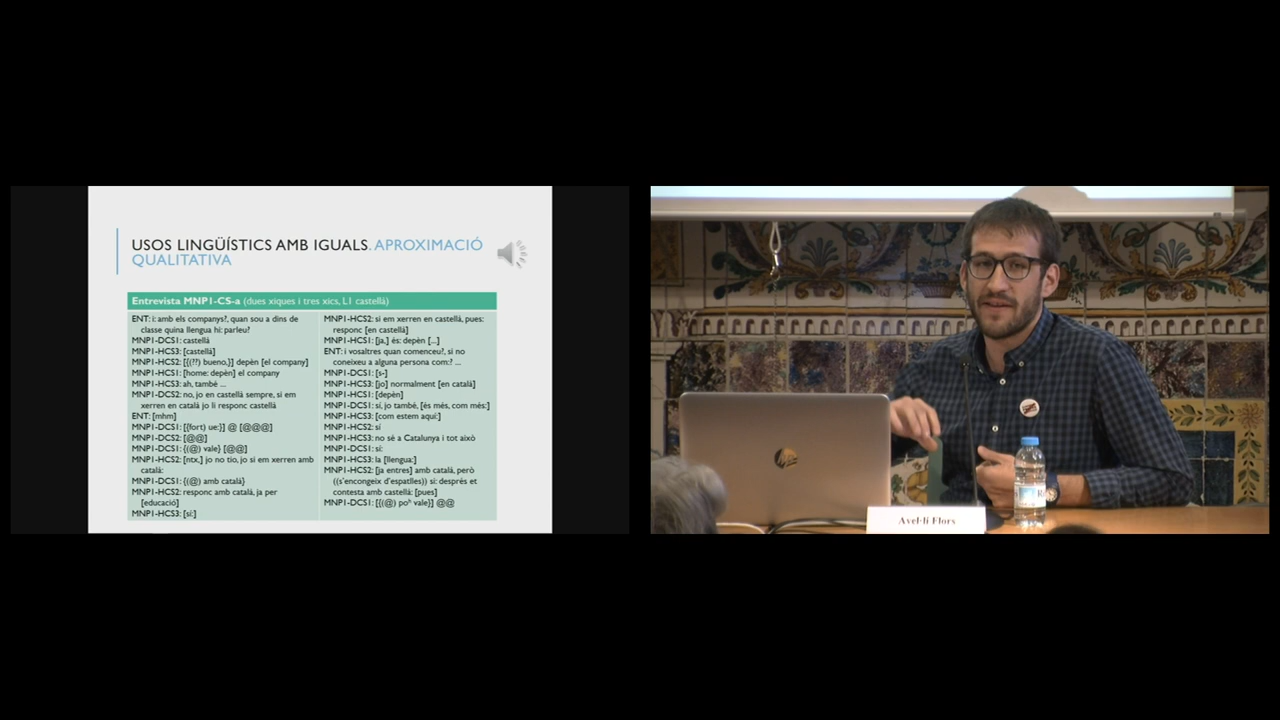 USOS LINGÜÍSTICS AMB IGUALS. APROXIMACIÓ
QUALITATIVA
Entrevista MNP1-CS-a (dues xiques i tres xics, L1 castellà)
ENT: i: amb els companys?, quan sou a dins de
classe quina llengua hi: parleu?
MNP1-DCS1: castellà
MNP1-HCS3: [castellà]
MNP1-HCS2: [{(??) bueno,}] depèn [el company]
MNP1-HCS1: [home: depèn] el company
MNP1-HCS3: ah, també ...
MNP1-DCS2: no, jo en castellà sempre, si em
xerren en català jo li responc castellà
ENT: [mhm]
MNP1-DCS1: [{(fort) ue:}] @ [@@@]
MNP1-DCS2: [@@]
MNP1-DCS1: {(@) vale} [@@]
MNP1-HCS2: [ntx,] jo no tio, jo si em xerren amb
català:
MNP1-DCS1: {(@) amb català}
MNP1-HCS2: responc amb català, ja per
[educació]
MNP1-HCS3: [sí:]
MNP1-HCS2: si em xerren en castellà, pues:
responc [en castellà]
MNP1-HCS1: [ja,] és: depèn [...]
ENT: i vosaltres quan comenceu?, si no
coneixeu a alguna persona com:? ...
MNP1-DCS1: [s-]
MNP1-HCS3: [jo] normalment [en català]
MNP1-HCS1: [depèn]
MNP1-DCS1: sí, jo també, [és més, com més:]
MNP1-HCS3: [com estem aquí:]
MNP1-HCS2: sí
MNP1-HCS3: no sé a Catalunya i tot això
MNP1-DCS1: sí:
MNP1-HCS3: la [llengua:]
MNP1-HCS2: [ja entres] amb català, però
((s'encongeix d'espatlles)) si: després et
contesta amb castellà: [pues]
MNP1-DCS1: [{(@) poʰ vale}] @@
hp
Avel·lí Flors